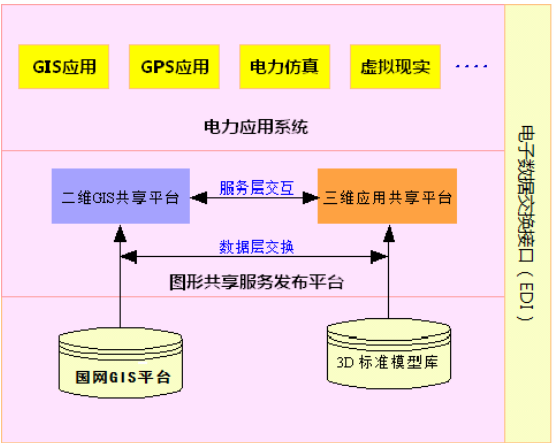 GIS应用
GPS应用
电力仿真
虚拟现实
····
电力应用系统
二维GIS共享平台
服务层交互
三维应用共享平台
数据层交换
图形共享服务发布平台
国网GIS平台
3D 标准模型库
电子数据交换接口（EDI）